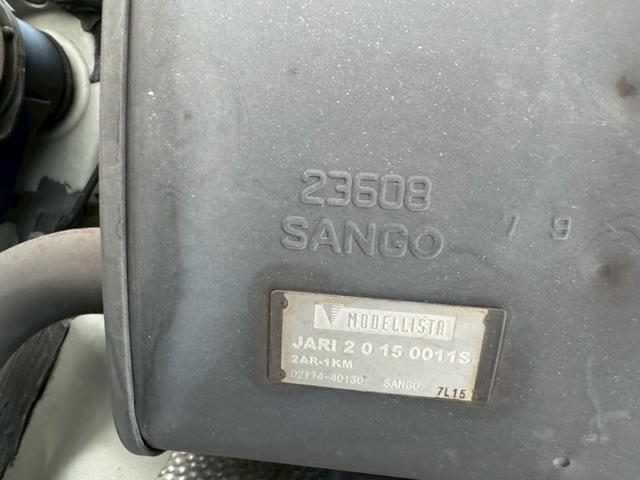 23608
SANGO 7 9
MODELLISTA
JARI 2 0 15 0011S
2AR-1KM
D2174-40130 SANGO 7L15